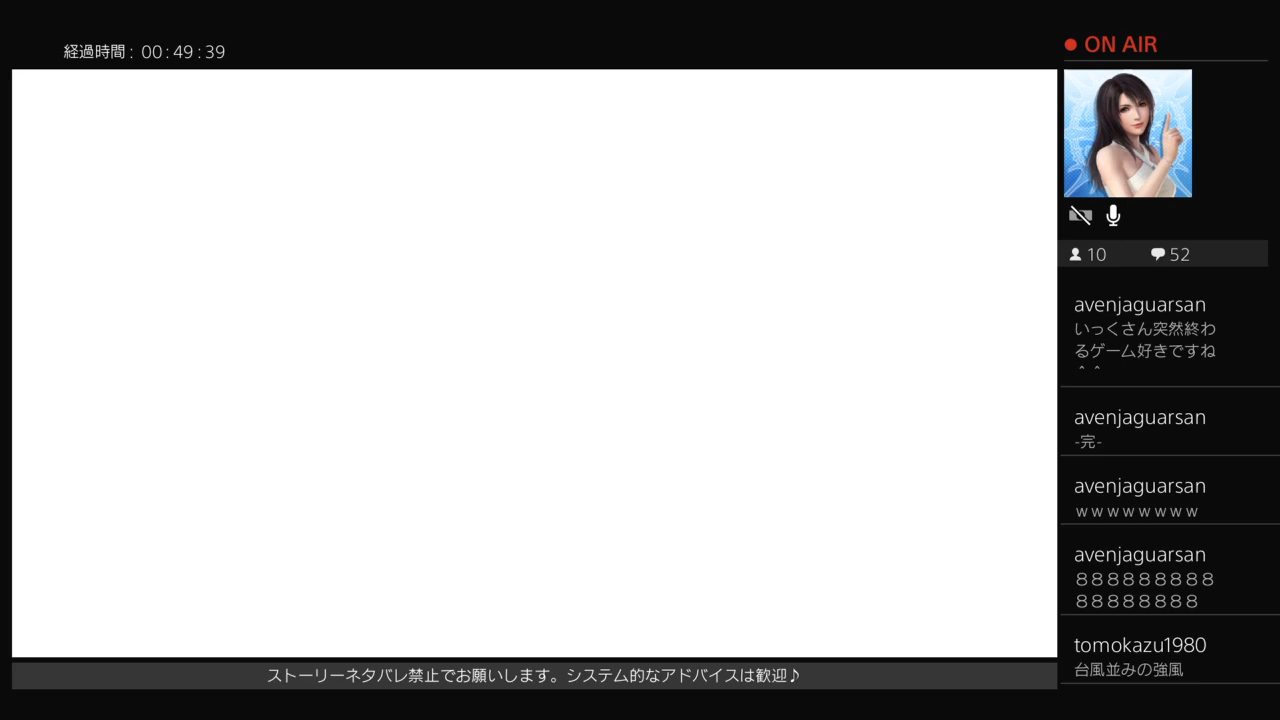 経過時間 : 00 : 49 : 39
ON AIR
10 52
avenjaguarsan
いっくさん突然終わ
るゲーム好きですね
＾＾
avenjaguarsan
-完-
avenjaguarsan
ｗｗｗｗｗｗｗｗ
avenjaguarsan
８８８８８８８８８
８８８８８８８８
tomokazu1980
台風並みの強風
ストーリーネタバレ禁止でお願いします。システム的なアドバイスは歓迎♪